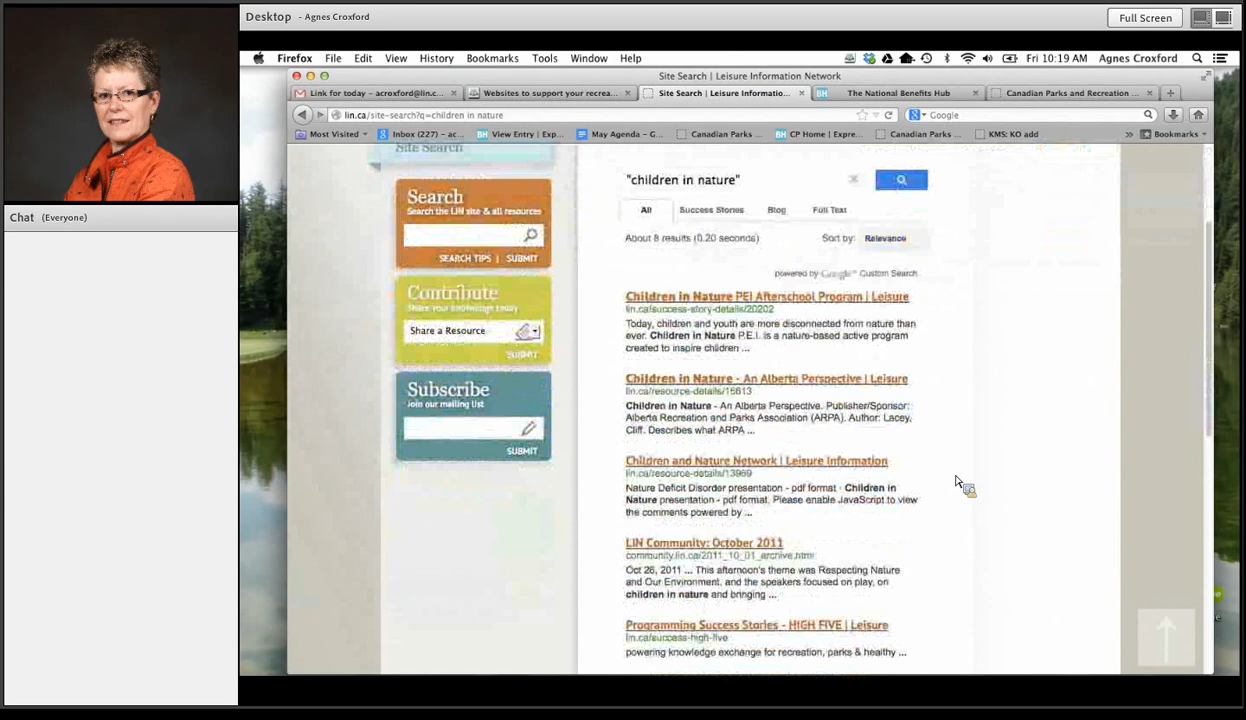 Desktop - Agnes Croxford
Full Screen
Firefox File Edit View History Bookmarks Tools Window Help
Fri 10:19 AM Agnes Croxford
Site Search | Leisure Information Network
Link for today – acroxford@lin.c...
Websites to support your recrea...
Site Search | Leisure Informatio...
BH The National Benefits Hub
Canadian Parks and Recreation ...
lin.ca/site-search?q=children in nature
Google
Most Visited
Inbox (227) – ac...
BH View Entry | Exp...
May Agenda – G...
Canadian Parks ...
BH CP Home | Expre...
Canadian Parks ...
KMS: KO add
Bookmarks
Chat (Everyone)
Site Search
Search
Search the LIN site & all resources
SEARCH TIPS | SUBMIT
Contribute
Share your knowledge today
Share a Resource
SUBMIT
Subscribe
Join our mailing list
SUBMIT
"children in nature"
All Success Stories Blog Full Text
About 8 results (0.20 seconds)
Sort by: Relevance
powered by Google™ Custom Search
Children in Nature PEI Afterschool Program | Leisure
lin.ca/success-story-details/20202
Today, children and youth are more disconnected from nature than
ever. Children in Nature P.E.I. is a nature-based active program
created to inspire children ...
Children in Nature - An Alberta Perspective | Leisure
lin.ca/resource-details/15613
Children in Nature - An Alberta Perspective. Publisher/Sponsor:
Alberta Recreation and Parks Association (ARPA). Author: Lacey,
Cliff. Describes what ARPA ...
Children and Nature Network | Leisure Information
lin.ca/resource-details/13969
Nature Deficit Disorder presentation - pdf format · Children in
Nature presentation - pdf format. Please enable JavaScript to view
the comments powered by ...
LIN Community: October 2011
community.lin.ca/2011_10_01_archive.html
Oct 26, 2011 ... This afternoon's theme was Respecting Nature
and Our Environment, and the speakers focused on play, on
children in nature and bringing ...
Programming Success Stories - HIGH FIVE | Leisure
lin.ca/success-high-five
powering knowledge exchange for recreation, parks & healthy ...